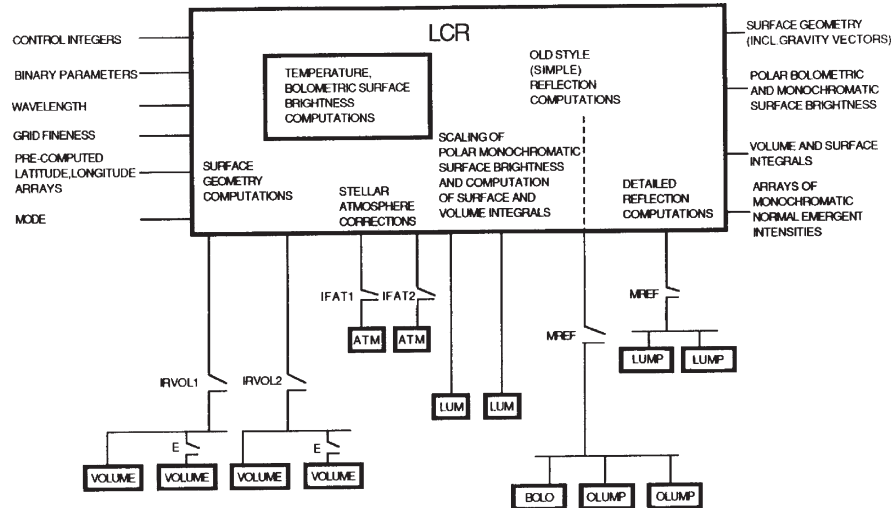 LCR
CONTROL INTEGERS
BINARY PARAMETERS
WAVELENGTH
GRID FINENESS
PRE-COMPUTED
LATITUDE,LONGITUDE
ARRAYS
MODE
TEMPERATURE,
BOLOMETRIC SURFACE
BRIGHTNESS
COMPUTATIONS
OLD STYLE
(SIMPLE)
REFLECTION
COMPUTATIONS
SURFACE
GEOMETRY
COMPUTATIONS
STELLAR
ATMOSPHERE
CORRECTIONS
SCALING OF
POLAR MONOCHROMATIC
SURFACE BRIGHTNESS
AND COMPUTATION
OF SURFACE AND
VOLUME INTEGRALS
DETAILED
REFLECTION
COMPUTATIONS
SURFACE GEOMETRY
(INCL.GRAVITY VECTORS)
POLAR BOLOMETRIC
AND MONOCHROMATIC
SURFACE BRIGHTNESS
VOLUME AND SURFACE
INTEGRALS
ARRAYS OF
MONOCHROMATIC
NORMAL EMERGENT
INTENSITIES
IFAT1
IFAT2
ATM
ATM
MREF
MREF
LUMP
LUMP
IRVOL1
IRVOL2
LUM
LUM
E
E
VOLUME
VOLUME
VOLUME
VOLUME
BOLO
OLUMP
OLUMP